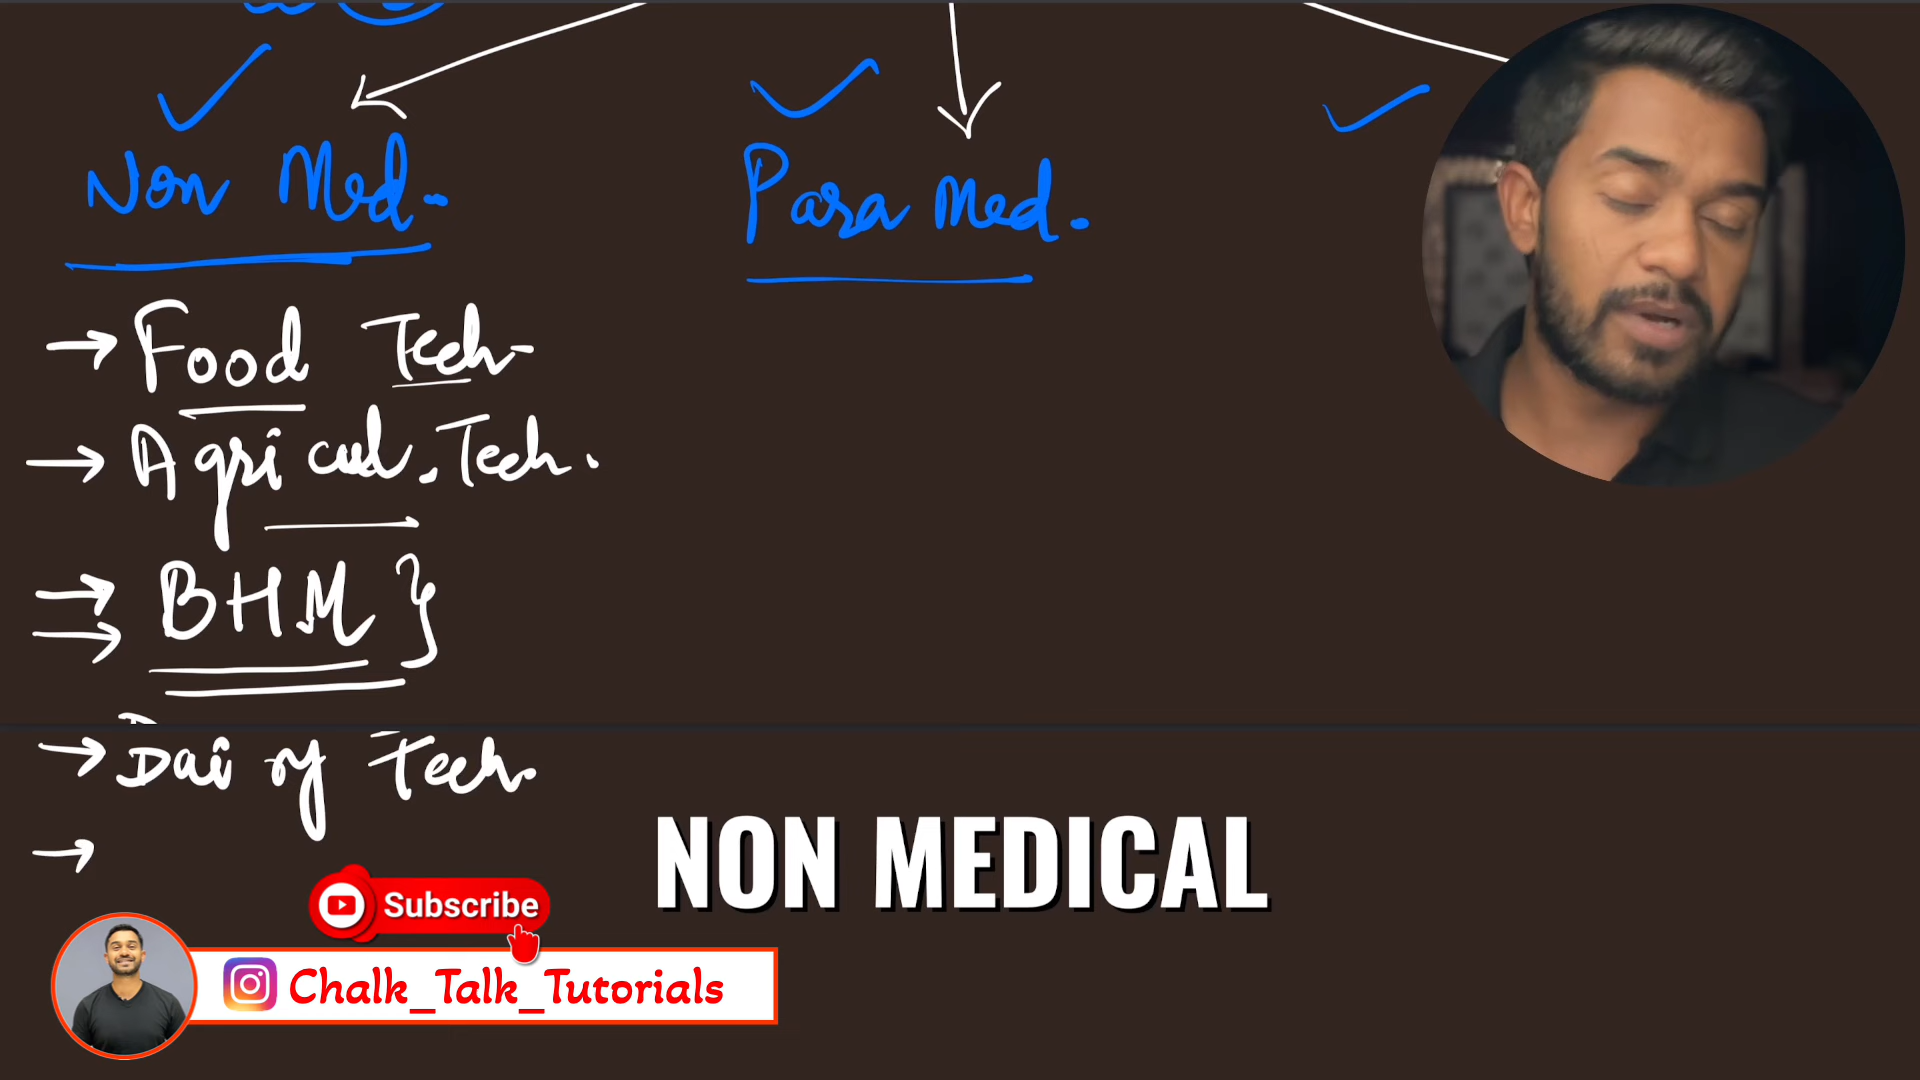 Non Med.
Para Med.
→ Food Tech.
→ Agricul. Tech.
BHM }
→ Dairy Tech.
NON MEDICAL
Subscribe
Chalk_Talk_Tutorials